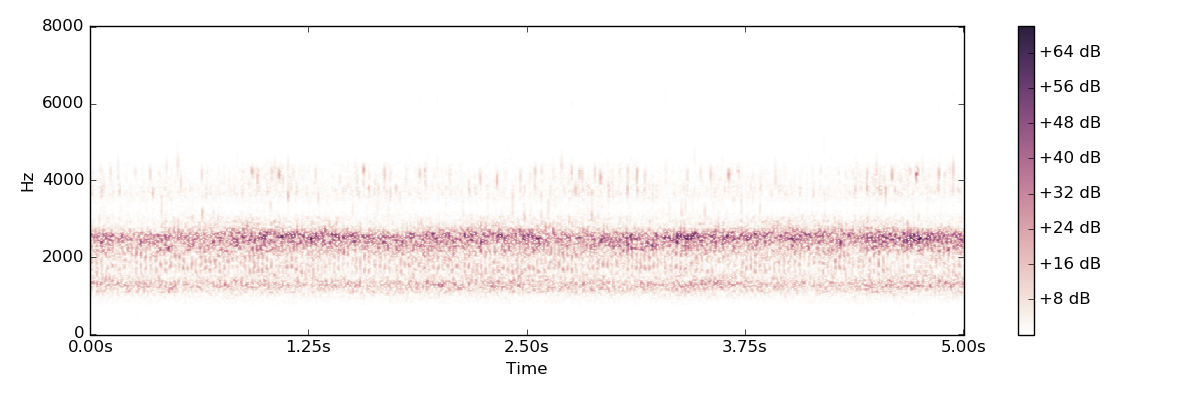 8000
6000
4000
2000
0
Hz
0.00s 1.25s 2.50s 3.75s 5.00s
Time
+64 dB
+56 dB
+48 dB
+40 dB
+32 dB
+24 dB
+16 dB
+8 dB